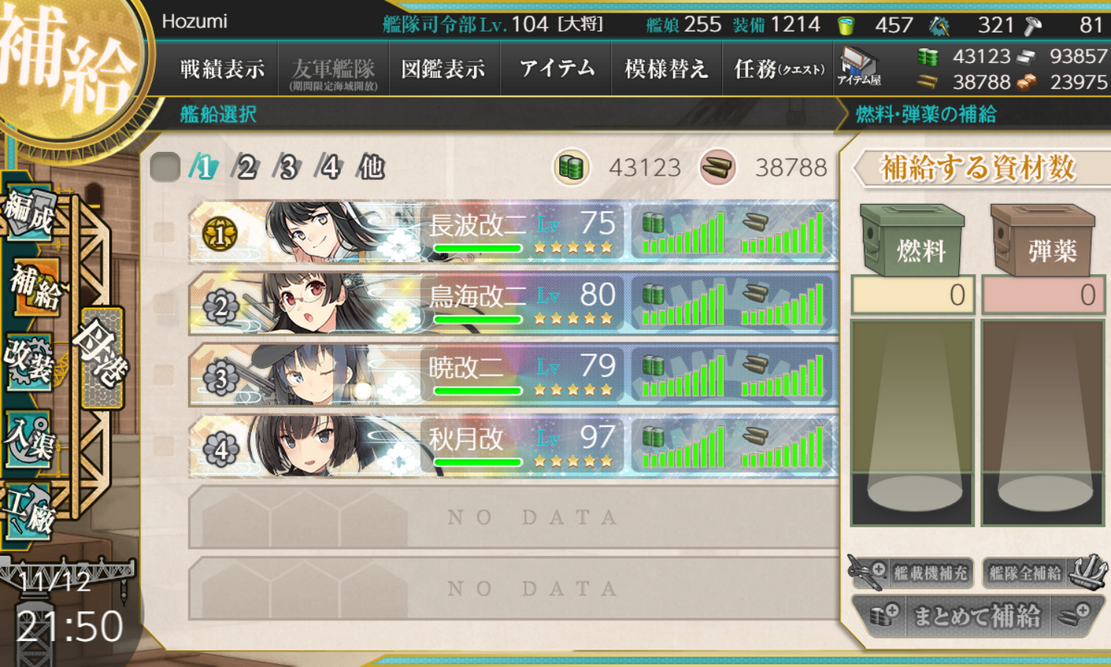 補給
Hozumi 艦隊司令部Lv.104 [大将] 艦娘 255 装備 1214 457 321 81
戦績表示 友軍艦隊 図鑑表示 アイテム 模様替え 任務(クエスト) アイテム屋 43123 93857
(期間限定海域開放) 38788 23975
艦船選択 燃料・弾薬の補給
1 2 3 4 他 43123 38788
補給する資材数
編成
補給
改装
入渠
工廠
母港
1 長波改二 Lv 75
2 鳥海改二 Lv 80
3 暁改二 Lv 79
4 秋月改 Lv 97
NO DATA
NO DATA
燃料 弾薬
0 0
艦載機補充 艦隊全補給
まとめて補給
11/12
21:50